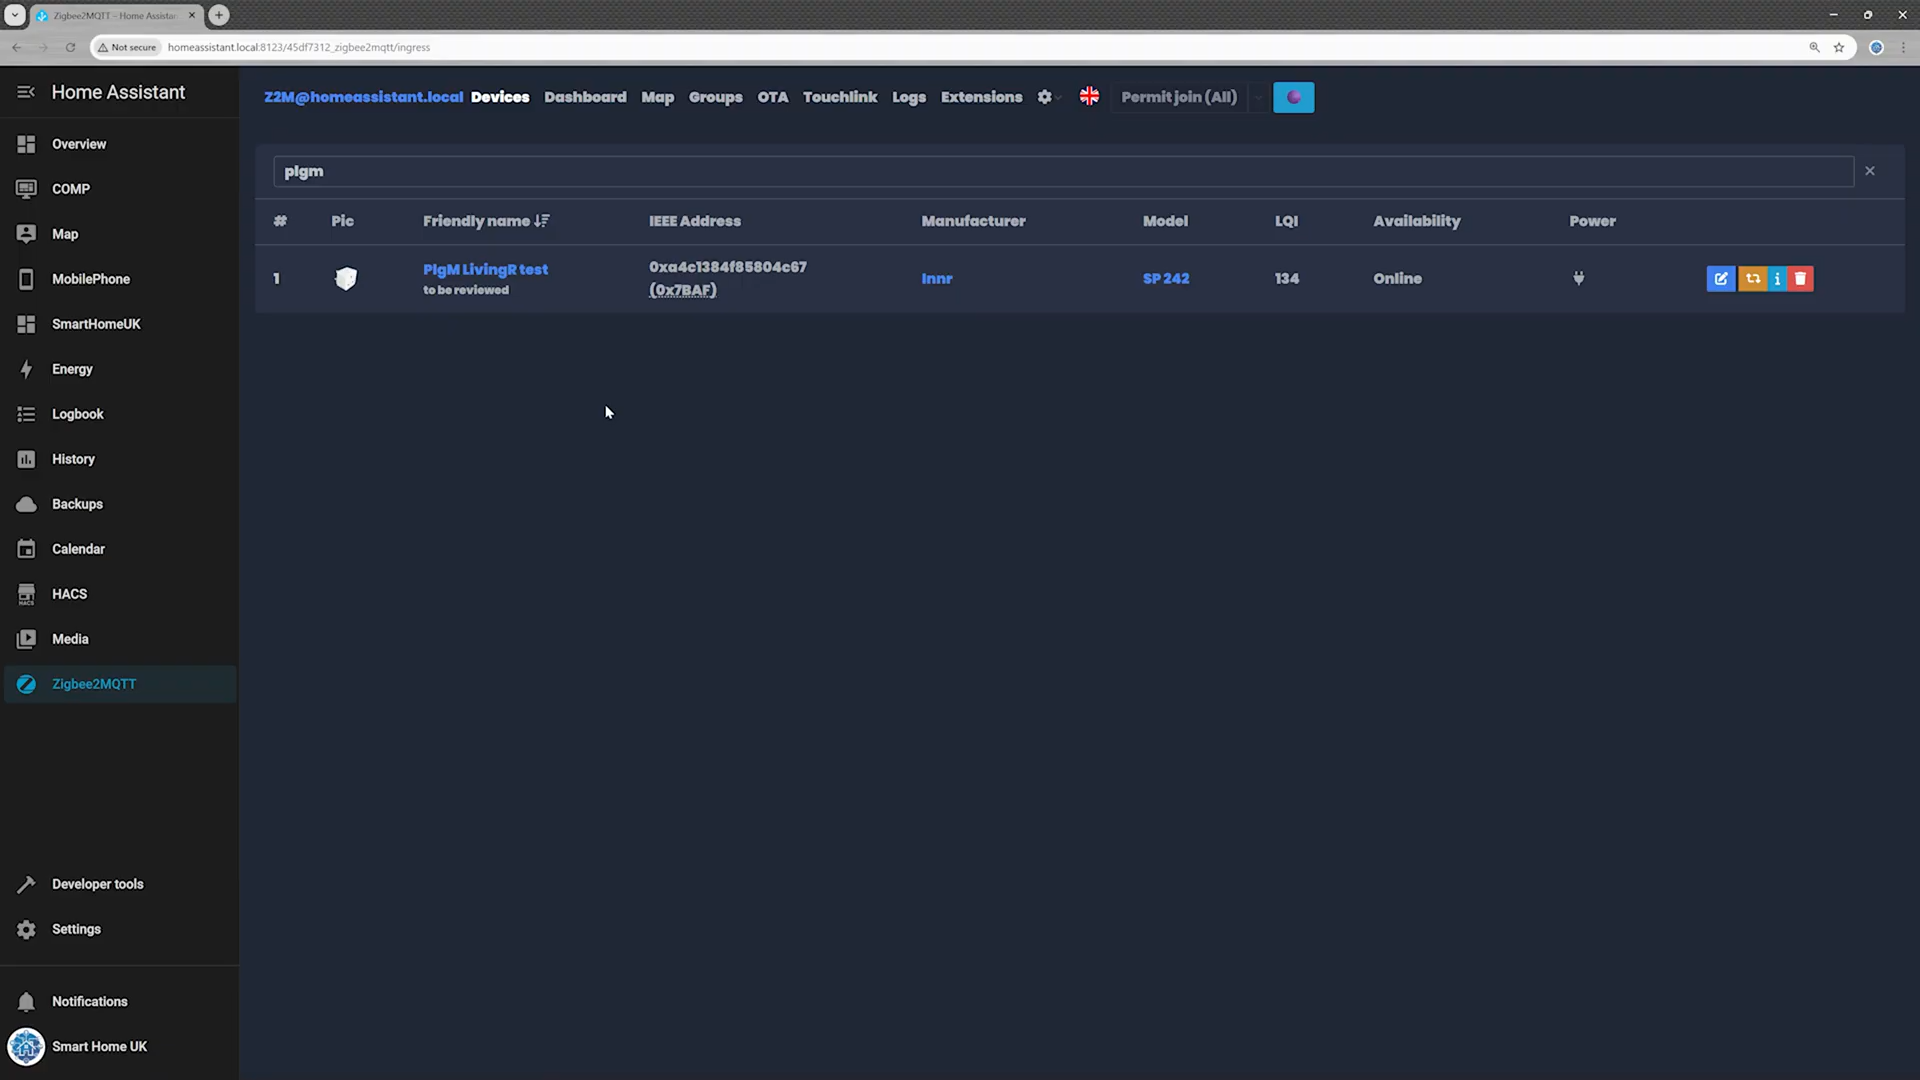 Zigbee2MQTT – Home Assistan
Not secure
homeassistant.local:8123/45df7312_zigbee2mqtt/ingress
Home Assistant
Z2M@homeassistant.local Devices Dashboard Map Groups OTA Touchlink Logs Extensions Permit join (All)
Overview
COMP
Map
MobilePhone
SmartHomeUK
Energy
Logbook
History
Backups
Calendar
HACS
HACS
Media
Zigbee2MQTT
Developer tools
Settings
Notifications
Smart Home UK
plgm
# Pic Friendly name IEEE Address Manufacturer Model LQI Availability Power
1 PlgM LivingR test 0xa4c1384f85804c67 Innr SP 242 134 Online
to be reviewed (0x7BAF)